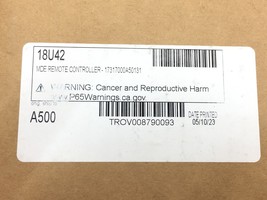 18U42
MCE REMOTE CONTROLLER - 17317000A50131
WARNING: Cancer and Reproductive Harm
P65Warnings.ca.gov
A500
TROV008790093
DATE PRINTED
05/10/23